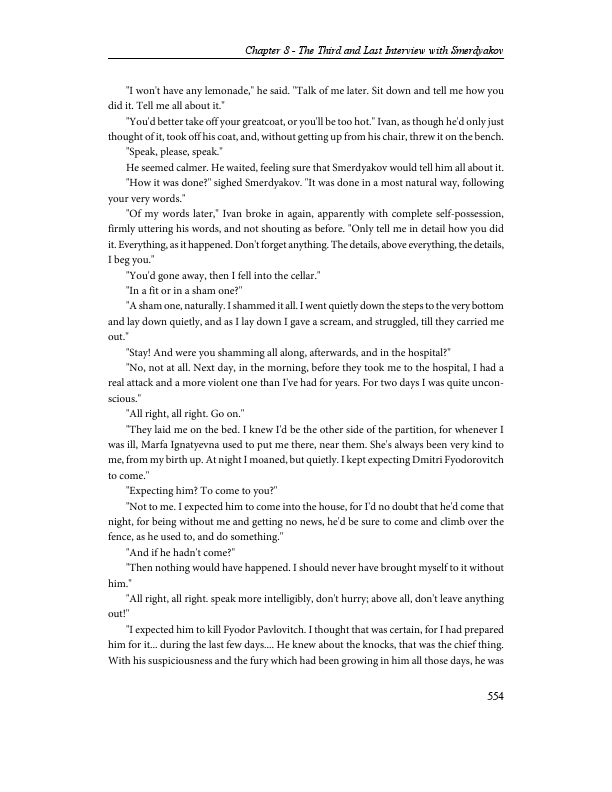 Chapter 8 - The Third and Last Interview with Smerdyakov
"I won't have any lemonade," he said. "Talk of me later. Sit down and tell me how you
did it. Tell me all about it."
"You'd better take off your greatcoat, or you'll be too hot." Ivan, as though he'd only just
thought of it, took off his coat, and, without getting up from his chair, threw it on the bench.
"Speak, please, speak."
He seemed calmer. He waited, feeling sure that Smerdyakov would tell him all about it.
"How it was done?" sighed Smerdyakov. "It was done in a most natural way, following
your very words."
"Of my words later," Ivan broke in again, apparently with complete self-possession,
firmly uttering his words, and not shouting as before. "Only tell me in detail how you did
it. Everything, as it happened. Don't forget anything. The details, above everything, the details,
I beg you."
"You'd gone away, then I fell into the cellar."
"In a fit or in a sham one?"
"A sham one, naturally. I shammed it all. I went quietly down the steps to the very bottom
and lay down quietly, and as I lay down I gave a scream, and struggled, till they carried me
out."
"Stay! And were you shamming all along, afterwards, and in the hospital?"
"No, not at all. Next day, in the morning, before they took me to the hospital, I had a
real attack and a more violent one than I've had for years. For two days I was quite uncon-
scious."
"All right, all right. Go on."
"They laid me on the bed. I knew I'd be the other side of the partition, for whenever I
was ill, Marfa Ignatyevna used to put me there, near them. She's always been very kind to
me, from my birth up. At night I moaned, but quietly. I kept expecting Dmitri Fyodorovitch
to come."
"Expecting him? To come to you?"
"Not to me. I expected him to come into the house, for I'd no doubt that he'd come that
night, for being without me and getting no news, he'd be sure to come and climb over the
fence, as he used to, and do something."
"And if he hadn't come?"
"Then nothing would have happened. I should never have brought myself to it without
him."
"All right, all right. speak more intelligibly, don't hurry; above all, don't leave anything
out!"
"I expected him to kill Fyodor Pavlovitch. I thought that was certain, for I had prepared
him for it... during the last few days.... He knew about the knocks, that was the chief thing.
With his suspiciousness and the fury which had been growing in him all those days, he was
554